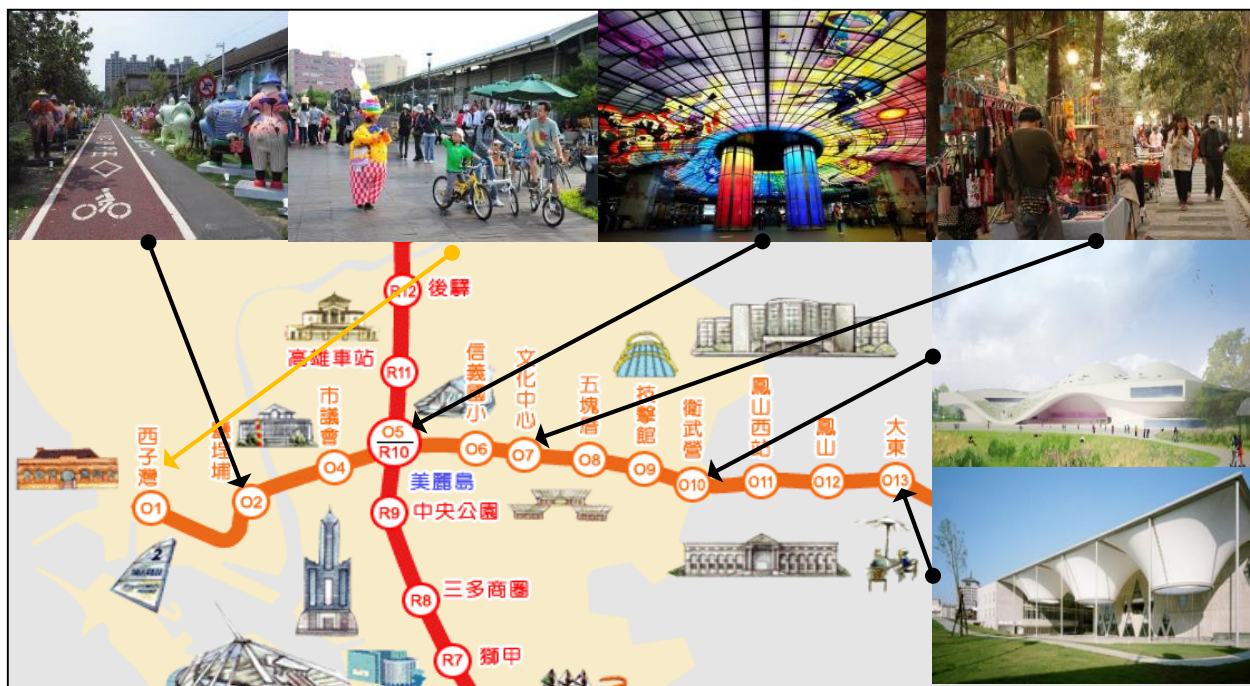 R12
後驛
高雄車站
R11
信義國小
文化中心
五塊厝
技擊館
衛武營
鳳山西站
鳳山
大東
市議會
鹽埕埔
西子灣
O5
R10
美麗島
O1
O2
O4
O6
O7
O8
O9
O10
O11
O12
O13
R9
中央公園
2
R8
三多商圈
R7
獅甲